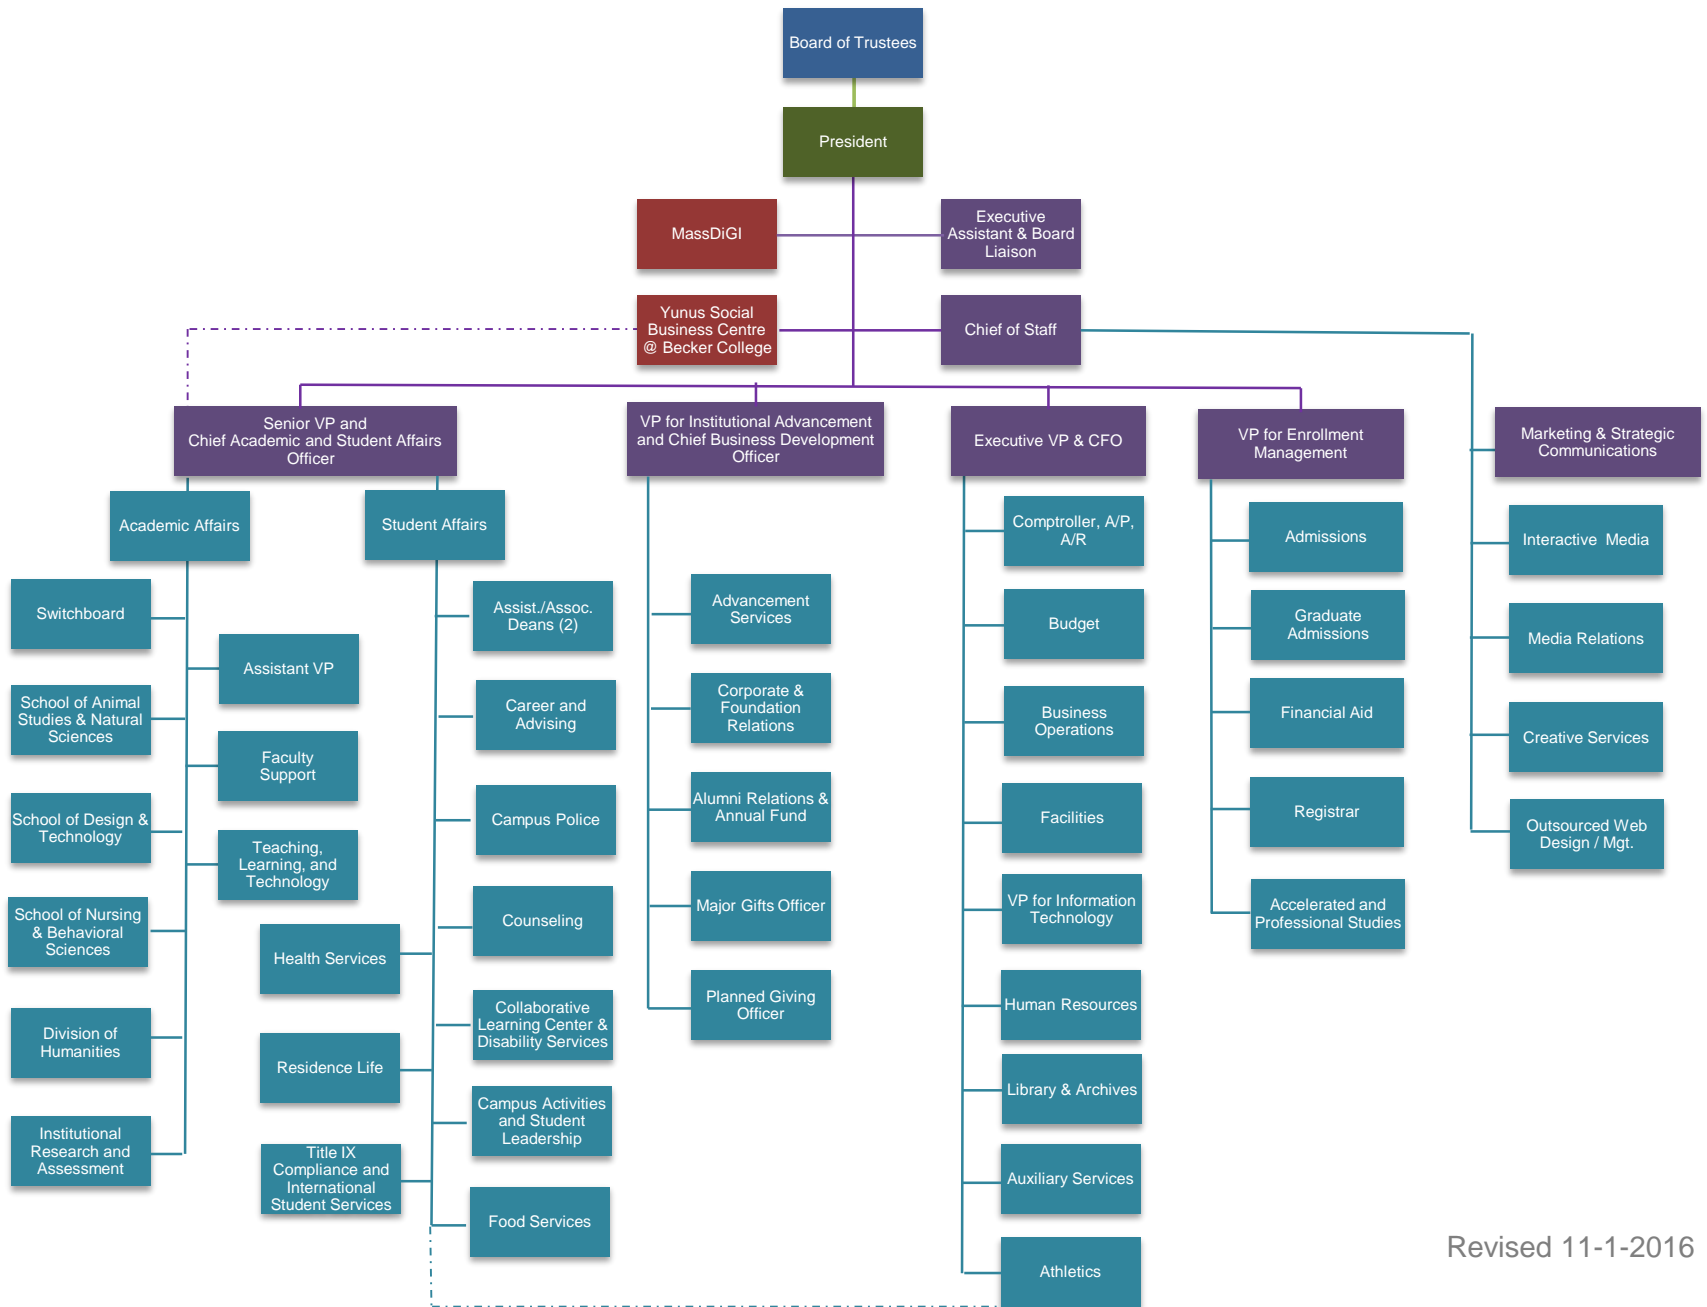 Board of Trustees
President
MassDiGI
Executive
Assistant & Board
Liaison
Yunus Social
Business Centre
@ Becker College
Chief of Staff
Senior VP and
Chief Academic and Student Affairs
Officer
VP for Institutional Advancement
and Chief Business Development
Officer
Executive VP & CFO
VP for Enrollment
Management
Marketing & Strategic
Communications
Academic Affairs
Student Affairs
Switchboard
Assistant VP
School of Animal
Studies & Natural
Sciences
Faculty
Support
School of Design &
Technology
Teaching,
Learning, and
Technology
School of Nursing
& Behavioral
Sciences
Division of
Humanities
Institutional
Research and
Assessment
Assist./Assoc.
Deans (2)
Career and
Advising
Campus Police
Counseling
Health Services
Collaborative
Learning Center &
Disability Services
Residence Life
Campus Activities
and Student
Leadership
Title IX
Compliance and
International
Student Services
Food Services
Advancement
Services
Corporate &
Foundation
Relations
Alumni Relations &
Annual Fund
Major Gifts Officer
Planned Giving
Officer
Comptroller, A/P,
A/R
Budget
Business
Operations
Facilities
VP for Information
Technology
Human Resources
Library & Archives
Auxiliary Services
Athletics
Admissions
Graduate
Admissions
Financial Aid
Registrar
Accelerated and
Professional Studies
Interactive  Media
Media Relations
Creative Services
Outsourced Web
Design / Mgt.
Revised 11-1-2016